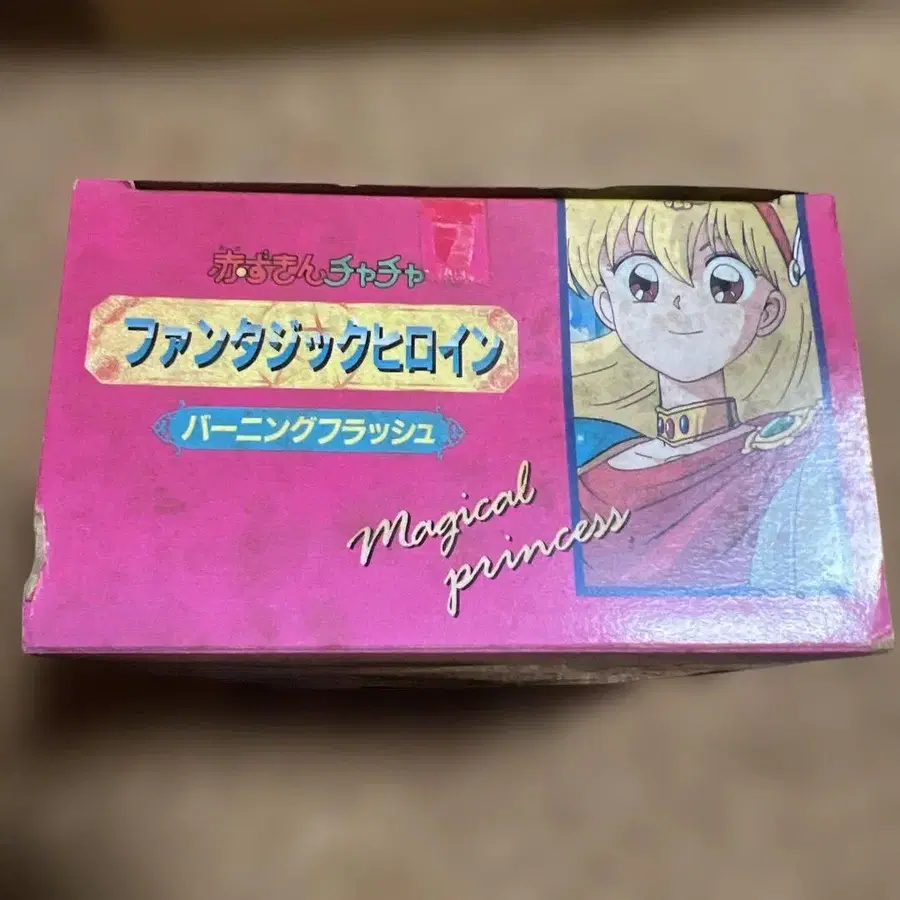 赤ずきんチャチャ
ファンタジックヒロイン
バーニングフラッシュ
Magical
princess